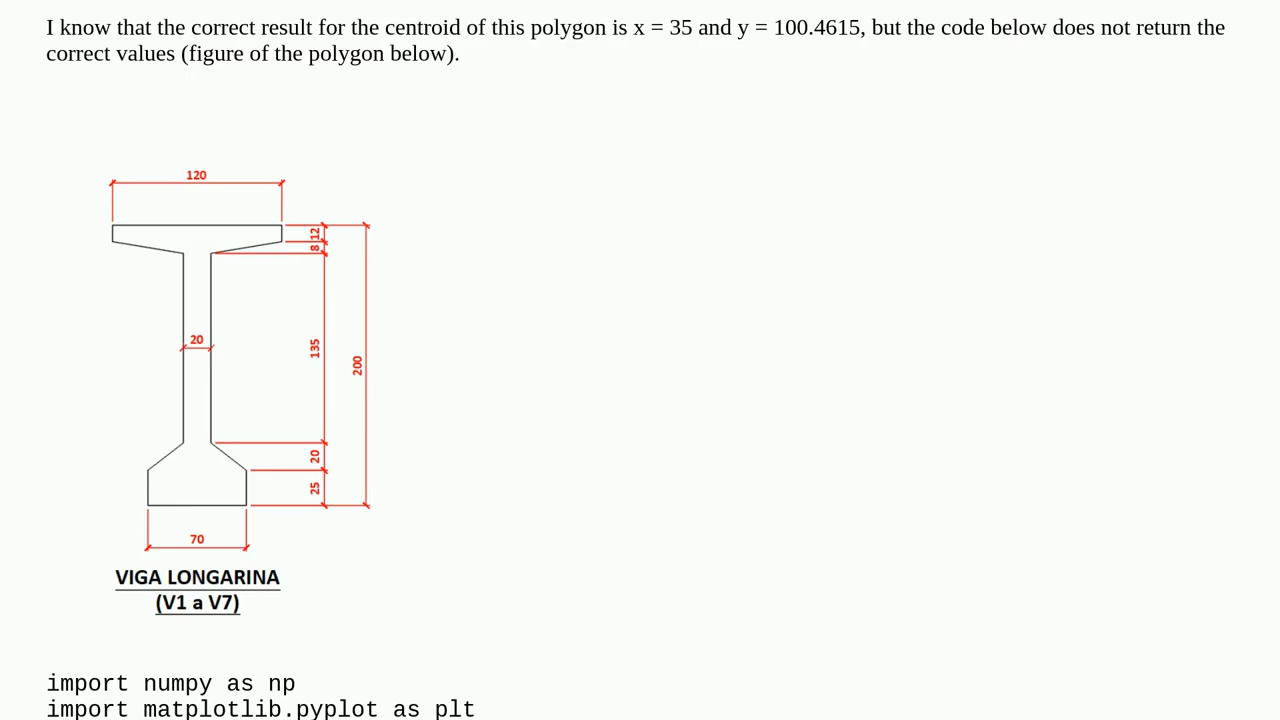 I know that the correct result for the centroid of this polygon is x = 35 and y = 100.4615, but the code below does not return the
correct values (figure of the polygon below).
120
12
8
20
135
200
20
25
70
VIGA LONGARINA
(V1 a V7)
import numpy as np
import matplotlib.pyplot as plt